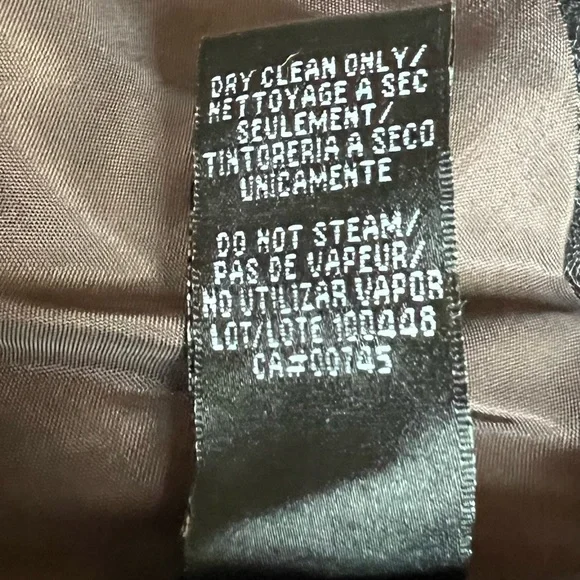 DRY CLEAN ONLY/
NETTOYAGE A SEC
SEULEMENT/
TINTORERIA A SECO
UNICAMENTE
DO NOT STEAM/
PAS DE VAPEUR/
NO UTILIZAR VAPOR
LOT/LOTE
CA#00745